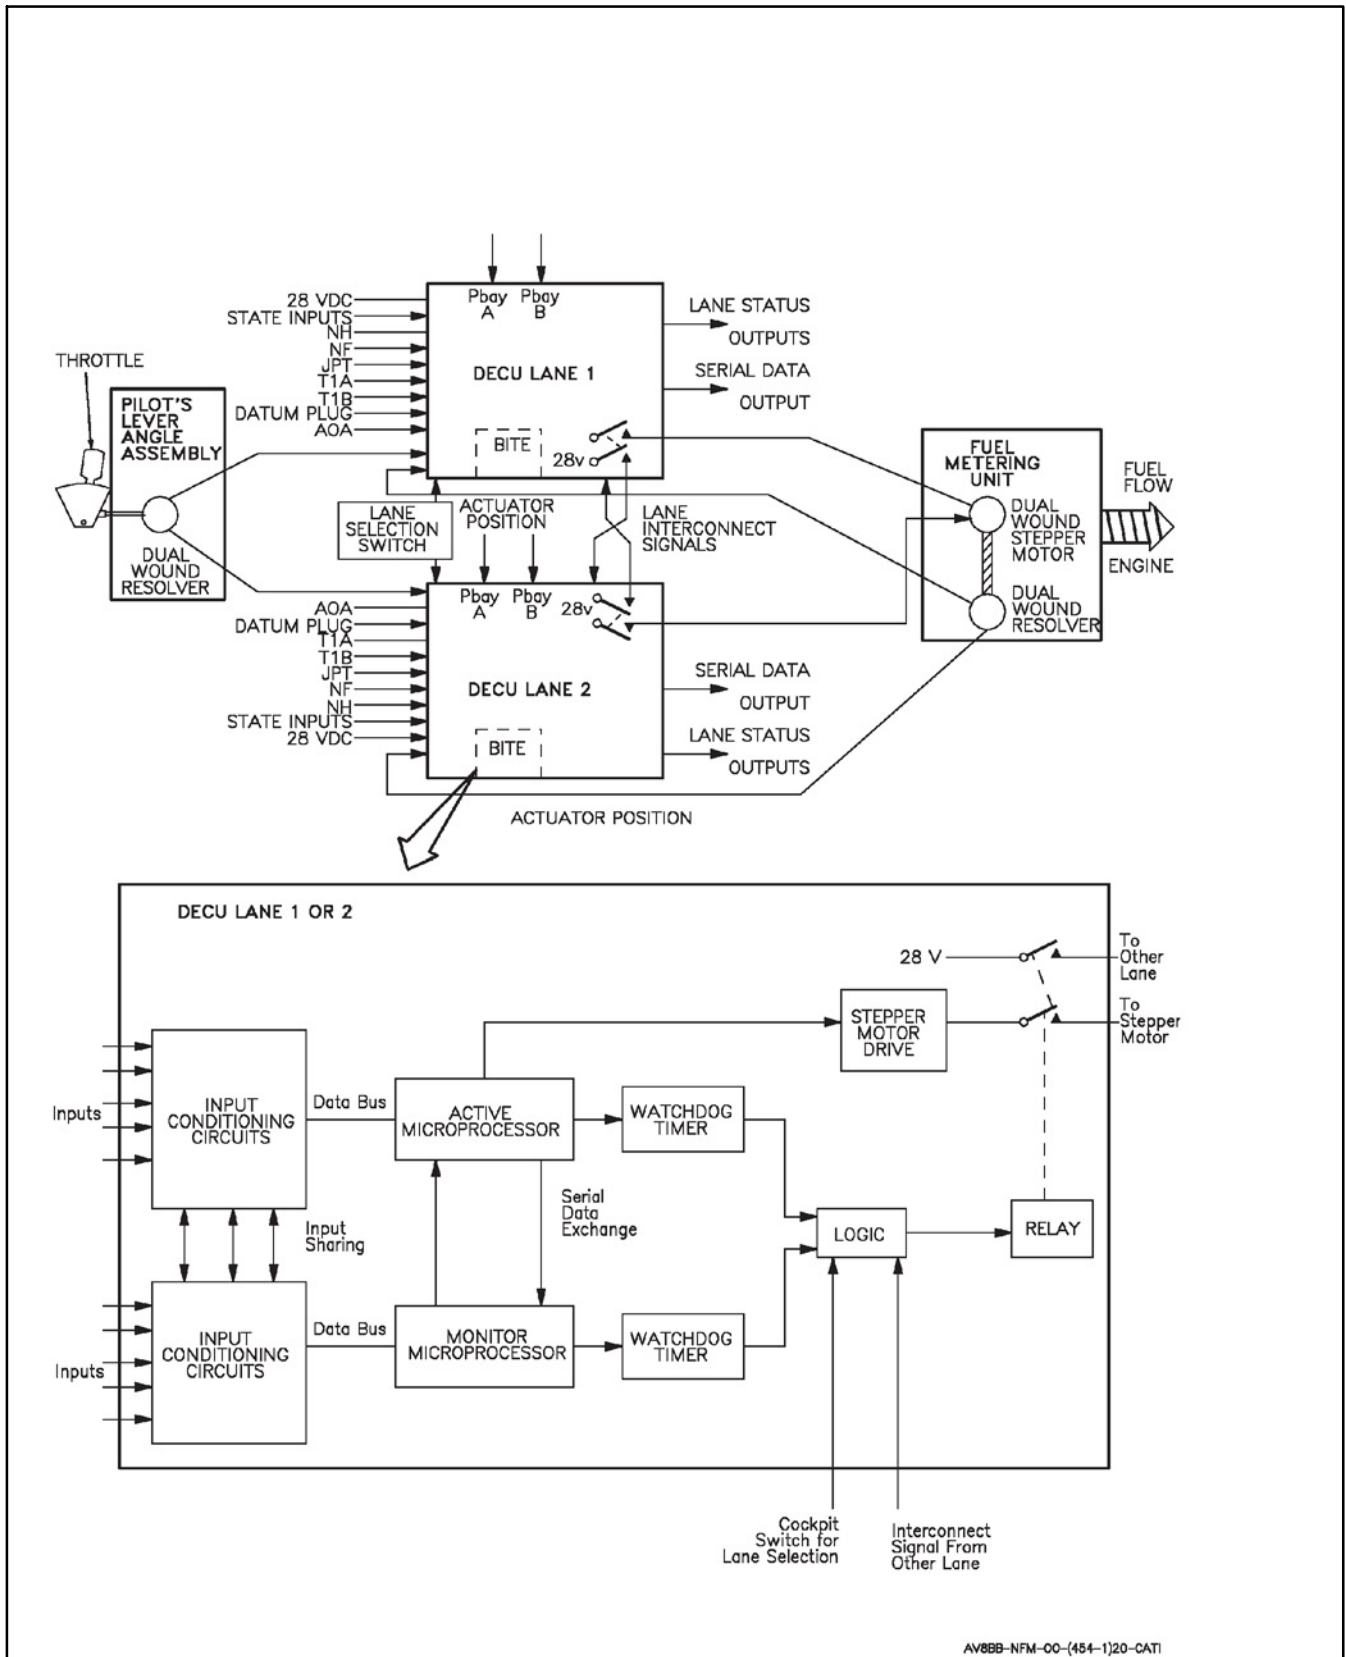 Pbay
A
Pbay
B
28 VDC
STATE INPUTS
NH
NF
JPT
T1A
T1B
DATUM PLUG
AOA
DECU LANE 1
BITE
28v
LANE STATUS
OUTPUTS
SERIAL DATA
OUTPUT
THROTTLE
PILOT'S
LEVER
ANGLE
ASSEMBLY
DUAL
WOUND
RESOLVER
LANE
SELECTION
SWITCH
ACTUATOR
POSITION
LANE
INTERCONNECT
SIGNALS
FUEL
METERING
UNIT
DUAL
WOUND
STEPPER
MOTOR
DUAL
WOUND
RESOLVER
FUEL
FLOW
ENGINE
Pbay
A
Pbay
B
28v
AOA
DATUM PLUG
T1A
T1B
JPT
NF
NH
STATE INPUTS
28 VDC
DECU LANE 2
BITE
SERIAL DATA
OUTPUT
LANE STATUS
OUTPUTS
ACTUATOR POSITION
DECU LANE 1 OR 2
28 V
To
Other
Lane
STEPPER
MOTOR
DRIVE
To
Stepper
Motor
Inputs
INPUT
CONDITIONING
CIRCUITS
Data Bus
ACTIVE
MICROPROCESSOR
WATCHDOG
TIMER
Input
Sharing
Serial
Data
Exchange
LOGIC
RELAY
Inputs
INPUT
CONDITIONING
CIRCUITS
Data Bus
MONITOR
MICROPROCESSOR
WATCHDOG
TIMER
Cockpit
Switch for
Lane Selection
Interconnect
Signal From
Other Lane
AV8BB-NFM-00-(454-1)20-CATI